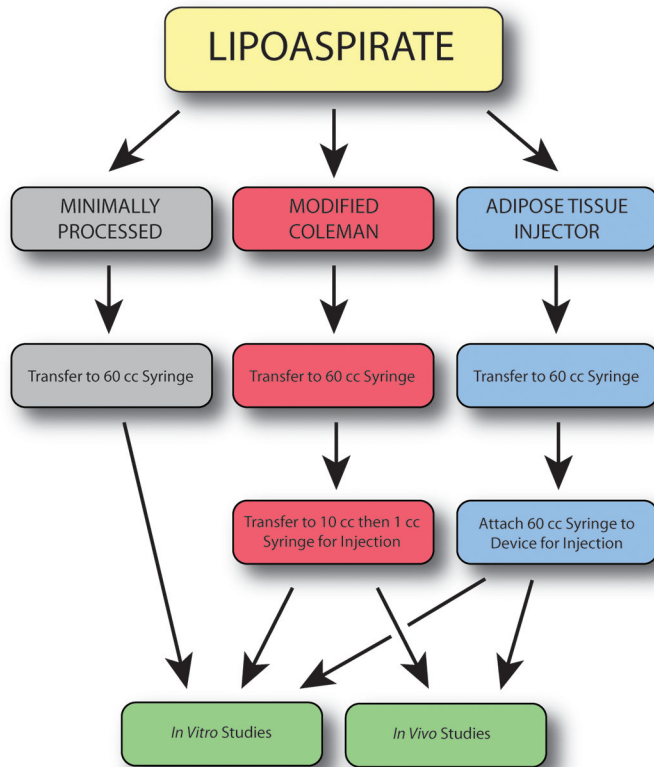 LIPOASPIRATE
MINIMALLY
PROCESSED
MODIFIED
COLEMAN
ADIPOSE TISSUE
INJECTOR
Transfer to 60 cc Syringe
Transfer to 60 cc Syringe
Transfer to 60 cc Syringe
Transfer to 10 cc then 1 cc
Syringe for Injection
Attach 60 cc Syringe to
Device for Injection
In Vitro Studies
In Vivo Studies